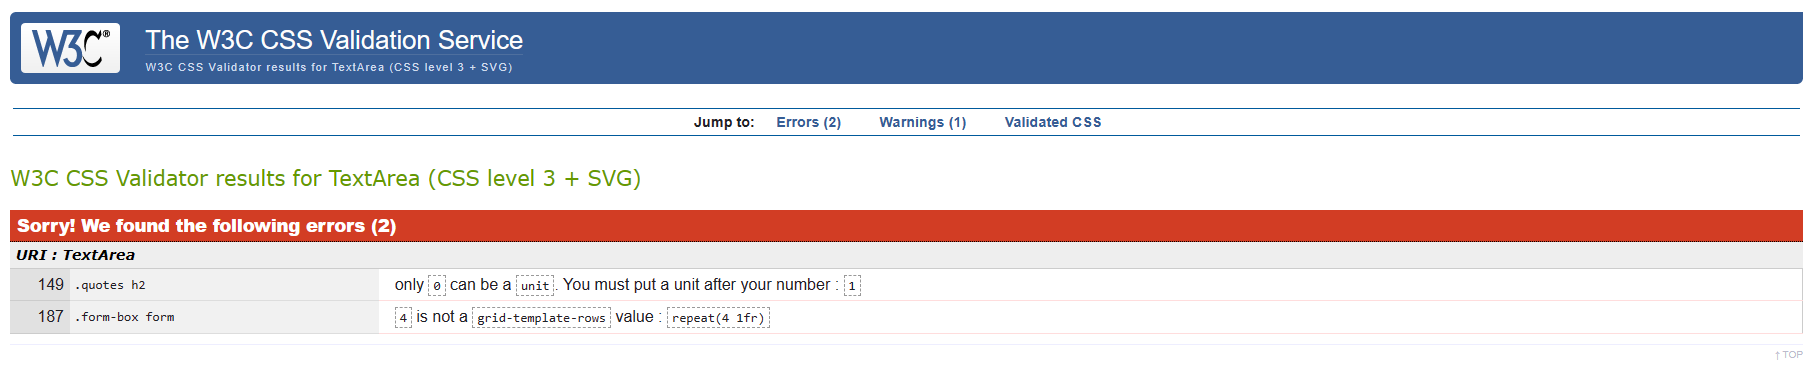 W3C®
The W3C CSS Validation Service
W3C CSS Validator results for TextArea (CSS level 3 + SVG)
Jump to: Errors (2) Warnings (1) Validated CSS
W3C CSS Validator results for TextArea (CSS level 3 + SVG)
Sorry! We found the following errors (2)
URI : TextArea
149 .quotes h2 only 0 can be a unit. You must put a unit after your number : 1
187 .form-box form 4 is not a grid-template-rows value : repeat(4 1fr)
↑ TOP